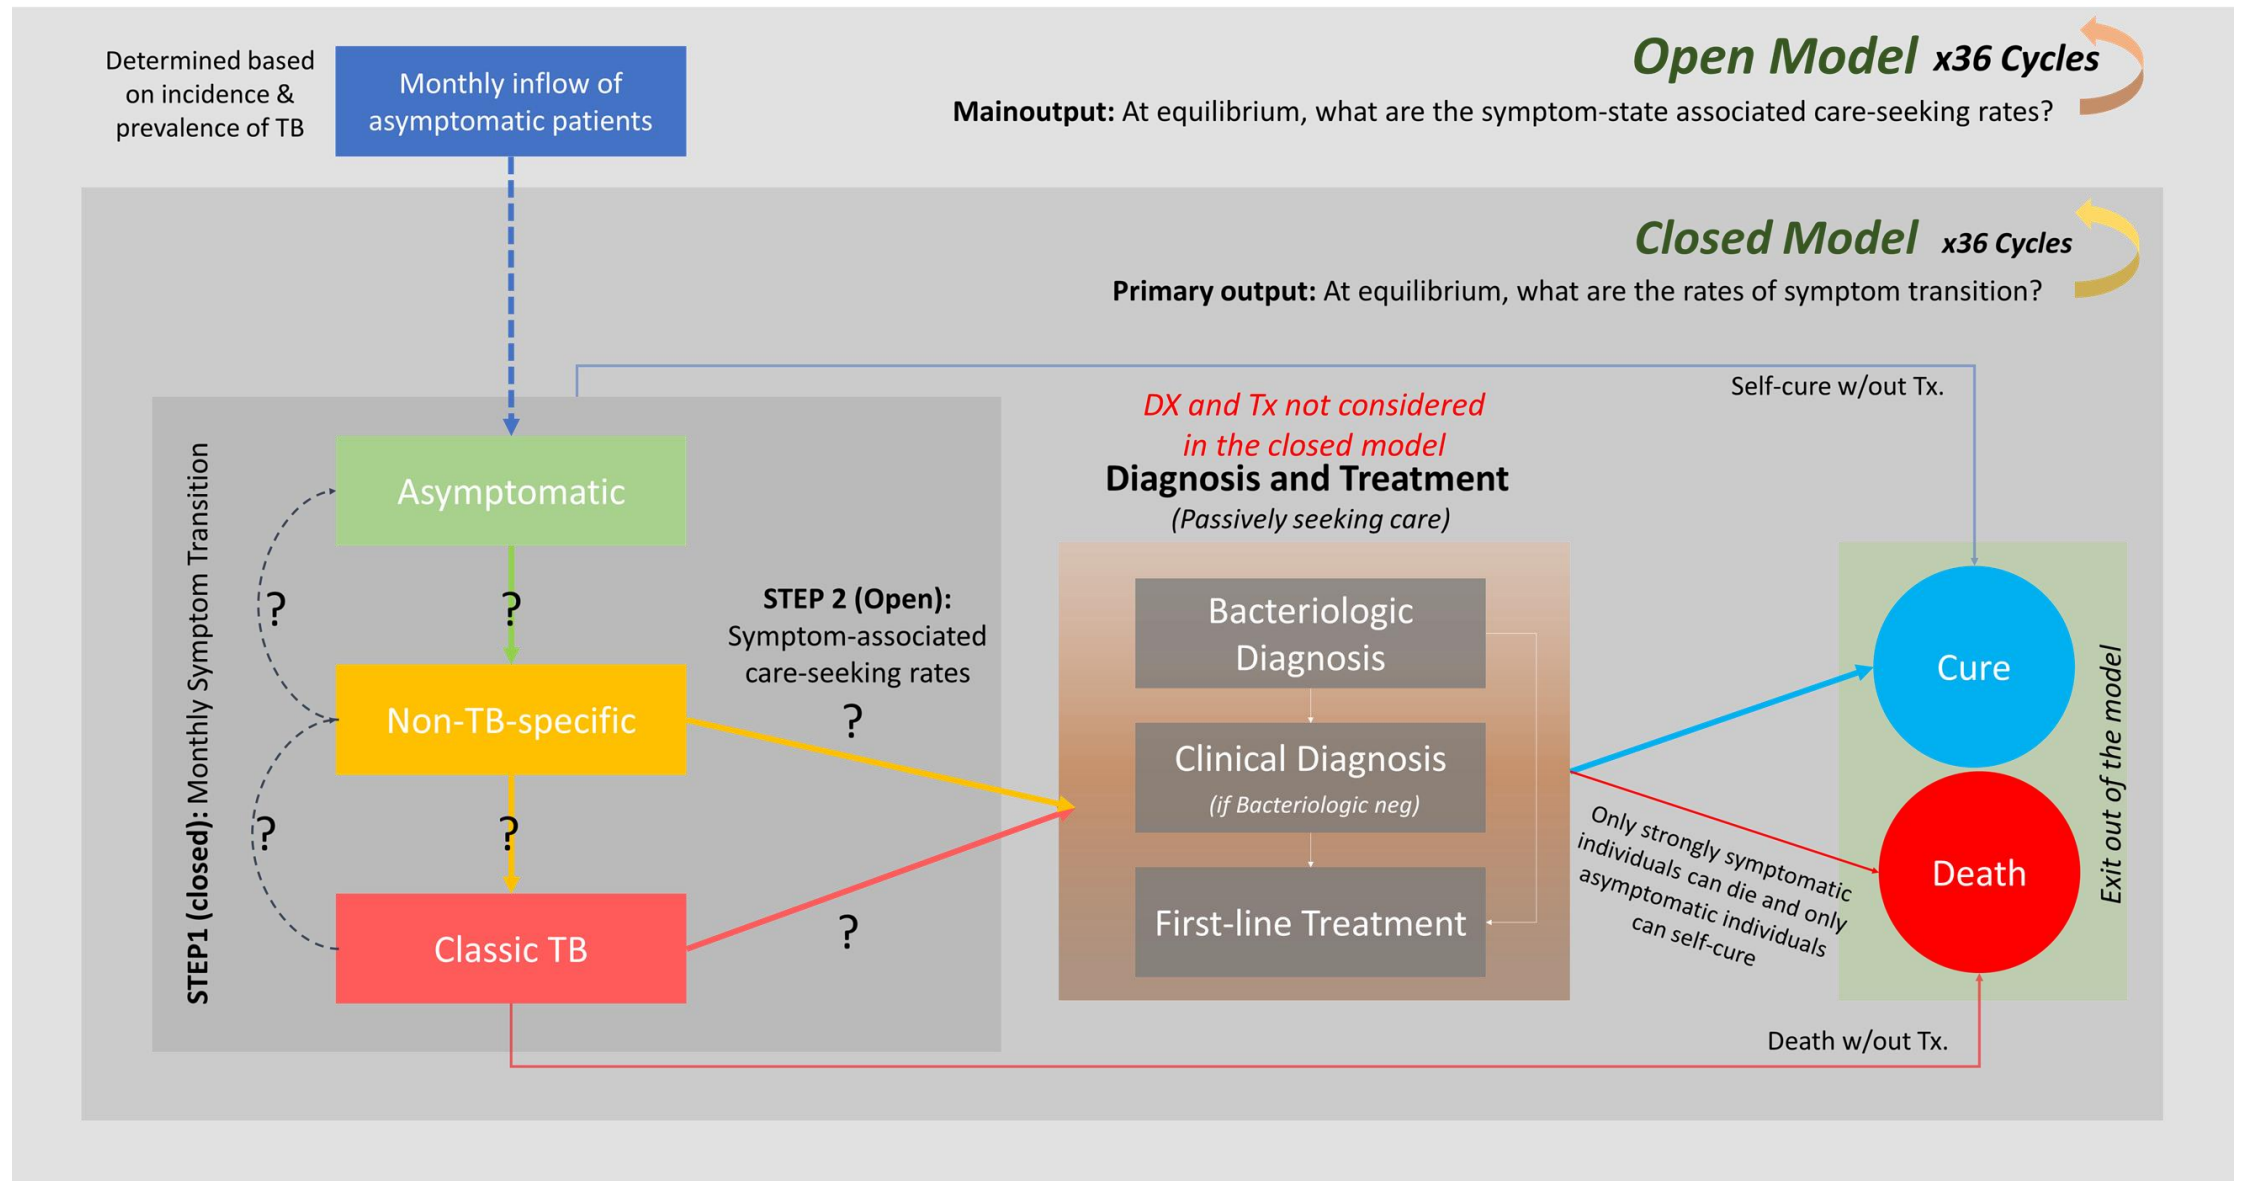 Determined based
on incidence &
prevalence of TB
Monthly inflow of
asymptomatic patients
Open Model x36 Cycles
Mainoutput: At equilibrium, what are the symptom-state associated care-seeking rates?
Closed Model x36 Cycles
Primary output: At equilibrium, what are the rates of symptom transition?
Self-cure w/out Tx.
STEP1 (closed): Monthly Symptom Transition
Asymptomatic
?
?
Non-TB-specific
?
?
Classic TB
STEP 2 (Open):
Symptom-associated
care-seeking rates
?
?
DX and Tx not considered
in the closed model
Diagnosis and Treatment
(Passively seeking care)
Bacteriologic
Diagnosis
Clinical Diagnosis
(if Bacteriologic neg)
First-line Treatment
Only strongly symptomatic
individuals can die and only
asymptomatic individuals
can self-cure
Cure
Death
Exit out of the model
Death w/out Tx.